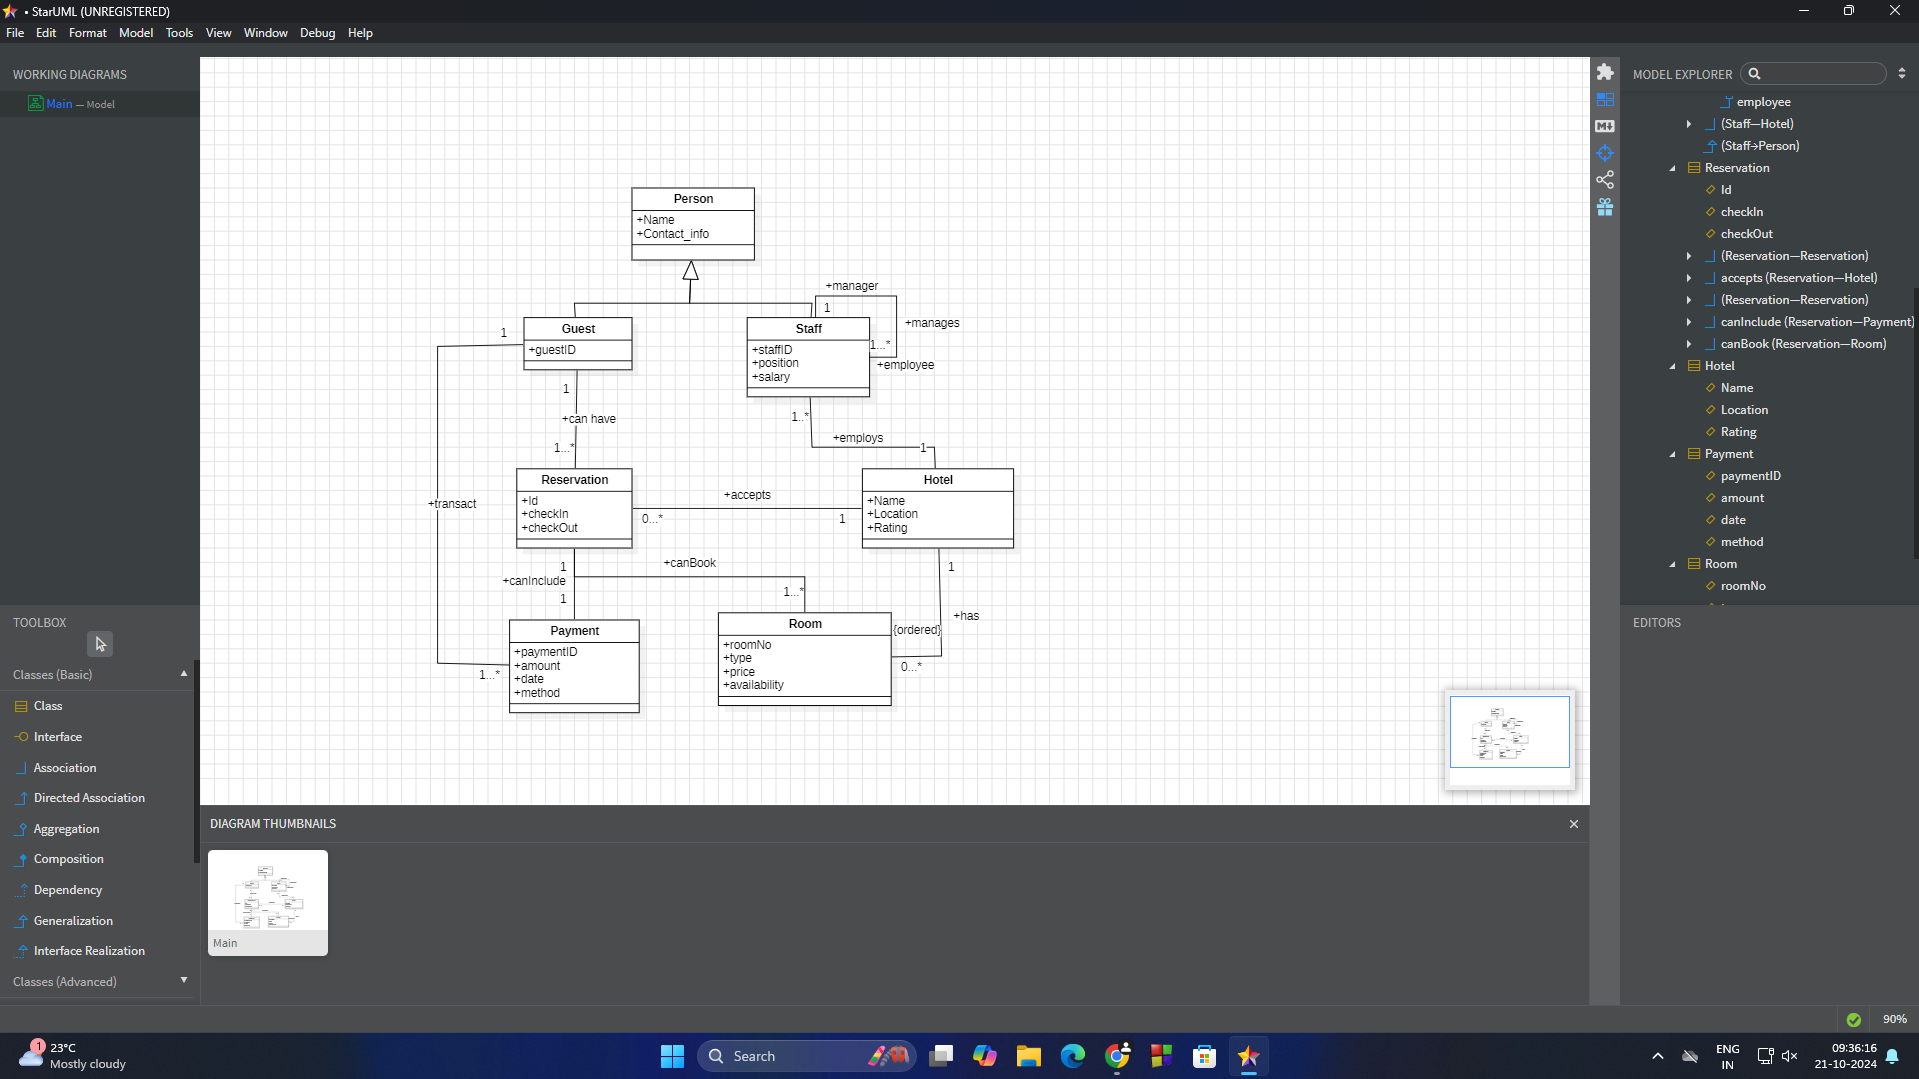 • StarUML (UNREGISTERED)
File Edit Format Model Tools View Window Debug Help
WORKING DIAGRAMS
Main — Model
TOOLBOX
Classes (Basic)
Class
Interface
Association
Directed Association
Aggregation
Composition
Dependency
Generalization
Interface Realization
Classes (Advanced)
Person
+Name
+Contact_info
+manager
1
+manages
1...*
+employee
1
Guest
+guestID
Staff
+staffID
+position
+salary
1
+can have
1...*
1..*
+employs
1
+transact
Reservation
+Id
+checkIn
+checkOut
+accepts
0...*
1
Hotel
+Name
+Location
+Rating
1
+canInclude
1
+canBook
1...*
1
+has
{ordered}
0...*
1...*
Payment
+paymentID
+amount
+date
+method
Room
+roomNo
+type
+price
+availability
DIAGRAM THUMBNAILS
Main
MODEL EXPLORER
employee
(Staff—Hotel)
(Staff→Person)
Reservation
Id
checkIn
checkOut
(Reservation—Reservation)
accepts (Reservation—Hotel)
(Reservation—Reservation)
canInclude (Reservation—Payment)
canBook (Reservation—Room)
Hotel
Name
Location
Rating
Payment
paymentID
amount
date
method
Room
roomNo
EDITORS
90%
1
23°C
Mostly cloudy
Search
ENG
IN
09:36:16
21-10-2024